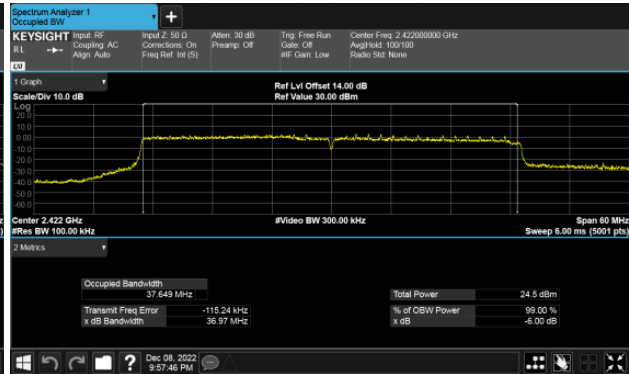 Spectrum Analyzer 1
Occupied BW
+
KEYSIGHT
RL
LXI
Input: RF
Coupling: AC
Align: Auto
Input Z: 50 Ω
Corrections: On
Freq Ref: Int (S)
Atten: 30 dB
Preamp: Off
Trig: Free Run
Gate: Off
#IF Gain: Low
Center Freq: 2.422000000 GHz
Avg|Hold: 100/100
Radio Std: None
1 Graph
Scale/Div 10.0 dB
Ref Lvl Offset 14.00 dB
Ref Value 30.00 dBm
Log
20.0
10.0
0.00
-10.0
-20.0
-30.0
-40.0
-50.0
-60.0
Center 2.422 GHz
#Res BW 100.00 kHz
#Video BW 300.00 kHz
Span 60 MHz
Sweep 6.00 ms (5001 pts)
2 Metrics
Occupied Bandwidth
37.649 MHz
Transmit Freq Error -115.24 kHz
x dB Bandwidth 36.97 MHz
Total Power 24.5 dBm
% of OBW Power 99.00 %
x dB -6.00 dB
?
Dec 08, 2022
9:57:46 PM